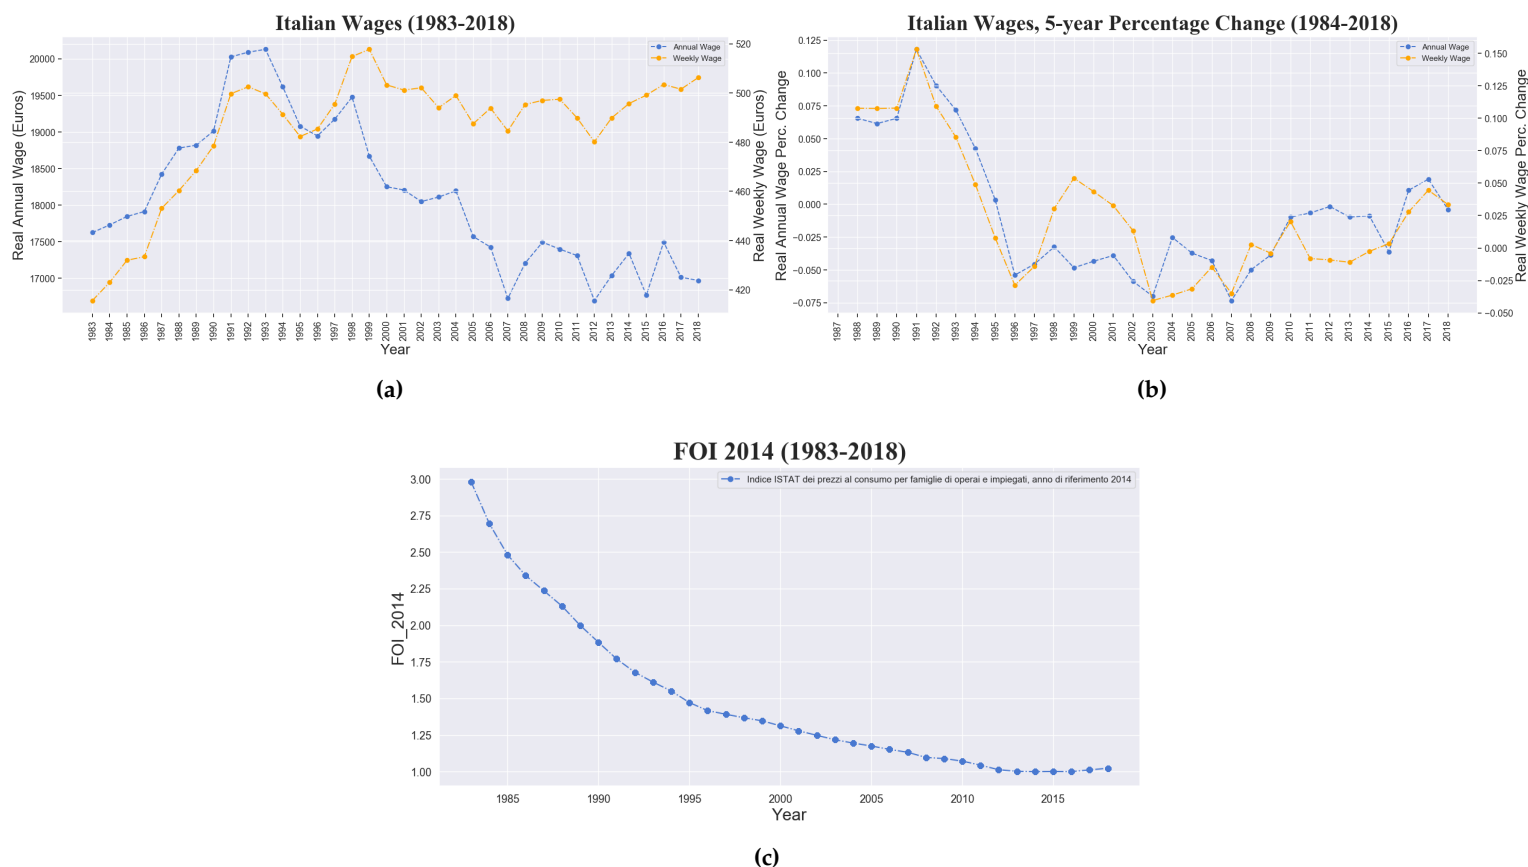 Italian Wages (1983-2018)
Annual Wage
Weekly Wage
20000
19500
19000
18500
18000
17500
17000
520
500
480
460
440
420
Real Annual Wage (Euros)
Real Weekly Wage (Euros)
1983 1984 1985 1986 1987 1988 1989 1990 1991 1992 1993 1994 1995 1996 1997 1998 1999 2000 2001 2002 2003 2004 2005 2006 2007 2008 2009 2010 2011 2012 2013 2014 2015 2016 2017 2018
Year
(a)
Italian Wages, 5-year Percentage Change (1984-2018)
Annual Wage
Weekly Wage
0.125
0.100
0.075
0.050
0.025
0.000
−0.025
−0.050
−0.075
0.150
0.125
0.100
0.075
0.050
0.025
0.000
−0.025
−0.050
Real Annual Wage Perc. Change
Real Weekly Wage Perc. Change
1987 1988 1989 1990 1991 1992 1993 1994 1995 1996 1997 1998 1999 2000 2001 2002 2003 2004 2005 2006 2007 2008 2009 2010 2011 2012 2013 2014 2015 2016 2017 2018
Year
(b)
FOI 2014 (1983-2018)
Indice ISTAT dei prezzi al consumo per famiglie di operai e impiegati, anno di riferimento 2014
3.00
2.75
2.50
2.25
2.00
1.75
1.50
1.25
1.00
FOI_2014
1985 1990 1995 2000 2005 2010 2015
Year
(c)